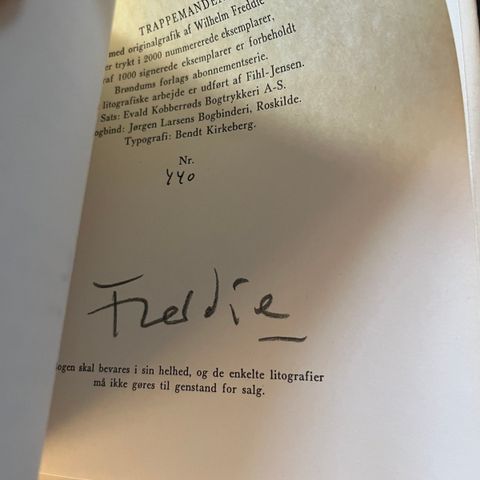 TRAPPEMANDEN
med originalgrafik af Wilhelm Freddie
er trykt i 2000 nummererede eksemplarer,
af 1000 signerede eksemplarer er forbeholdt
Brøndums forlags abonnementserie.
litografiske arbejde er udført af Fihl-Jensen.
Sats: Evald Kobberrøds Bogtrykkeri A-S.
ogbind: Jørgen Larsens Bogbinderi, Roskilde.
Typografi: Bendt Kirkeberg.
Nr.
440
Freddie
ogen skal bevares i sin helhed, og de enkelte litografier
må ikke gøres til genstand for salg.